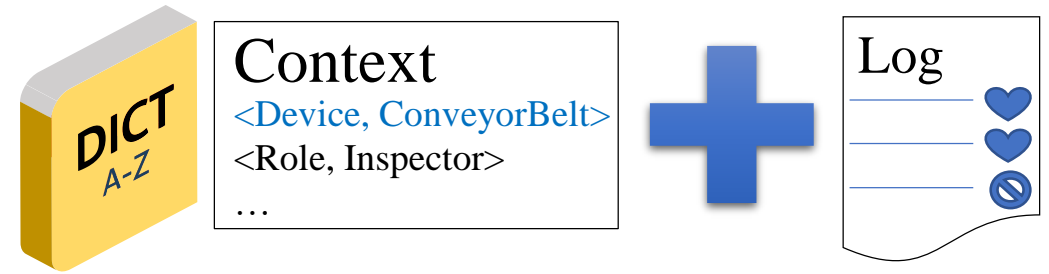 DICT
A-Z
Context
<Device, ConveyorBelt>
<Role, Inspector>
…
Log